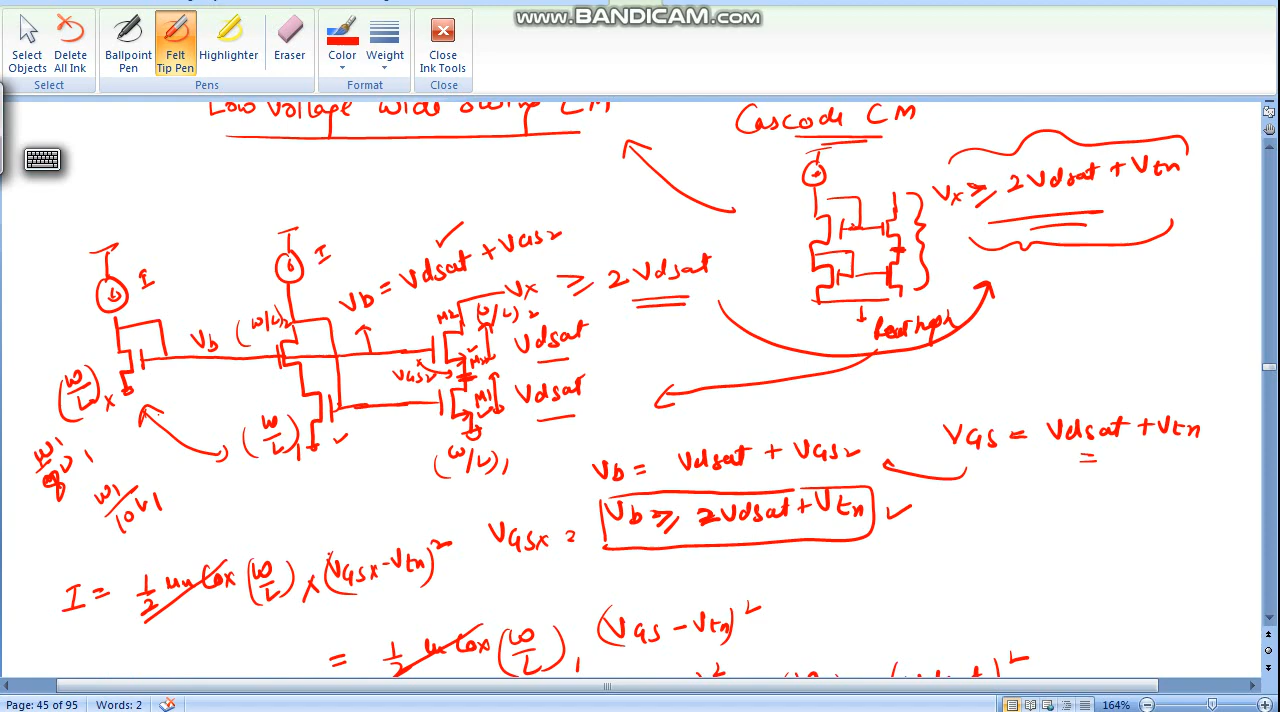 www.BANDICAM.com
Select Objects
Delete All Ink
Ballpoint Pen
Felt Tip Pen
Highlighter
Eraser
Color
Weight
Close Ink Tools
Select
Pens
Format
Close
Low Voltage wide swing CM
Cascode CM
Vx ≥ 2Vdsat + Vtn
I
I
Vb = Vdsat + VGS2
Vx ≥ 2Vdsat
Vb
(W/L)2
M2
(W/L)2
Vdsat
VGS2
M1
Vdsat
(W/L)x
(W/L)1
(W/L)1
VGS = Vdsat + Vtn
Vb = Vdsat + VGS2
VGSx = Vb ≥ 2Vdsat + Vtn
I = 1/2 un Cox (W/L)x (VGSx - Vtn)²
= 1/2 un Cox (W/L)1 (VGS - Vtn)²
Page: 45 of 95
Words: 2
164%